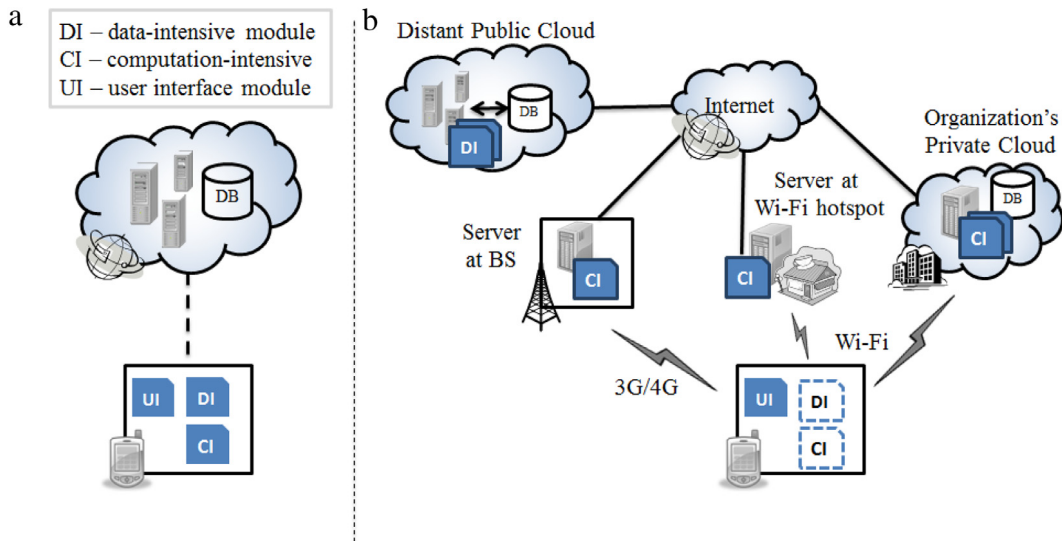 a
DI – data-intensive module
CI – computation-intensive
UI – user interface module
DB
UI
DI
CI
b
Distant Public Cloud
DB
DI
Internet
Organization's
Private Cloud
DB
CI
Server
at BS
CI
Server at
Wi-Fi hotspot
CI
3G/4G
Wi-Fi
UI
DI
CI